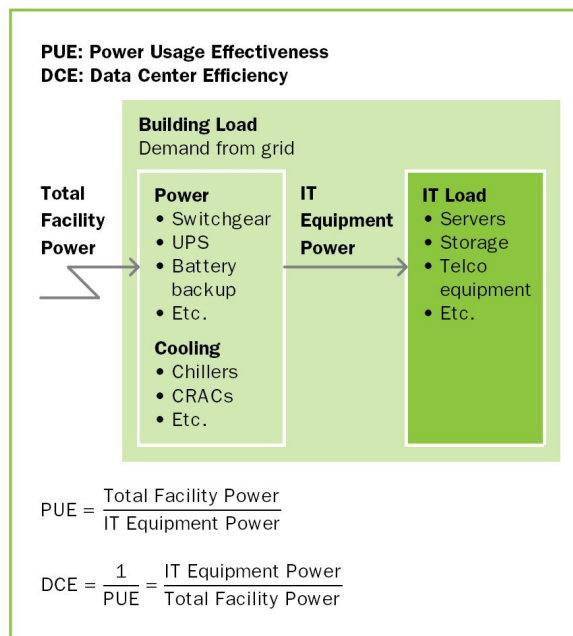 PUE: Power Usage Effectiveness
DCE: Data Center Efficiency
Building Load
Demand from grid
Total
Facility
Power
Power
• Switchgear
• UPS
• Battery
backup
• Etc.
Cooling
• Chillers
• CRACs
• Etc.
IT
Equipment
Power
IT Load
• Servers
• Storage
• Telco
equipment
• Etc.
PUE = Total Facility Power / IT Equipment Power
DCE = 1 / PUE = IT Equipment Power / Total Facility Power